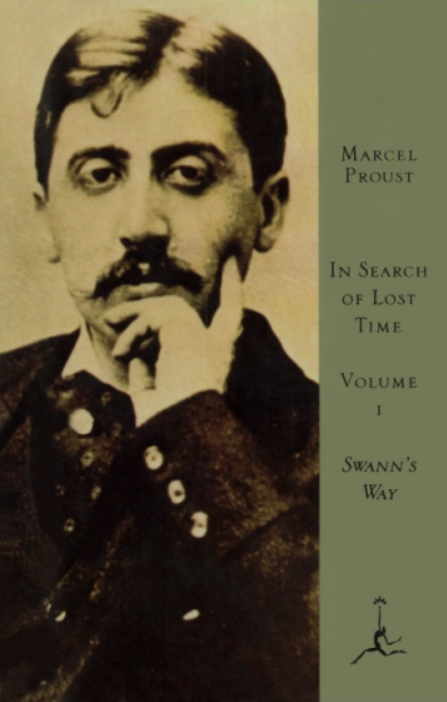 MARCEL
PROUST
IN SEARCH
OF LOST
TIME
VOLUME
I
SWANN'S
WAY